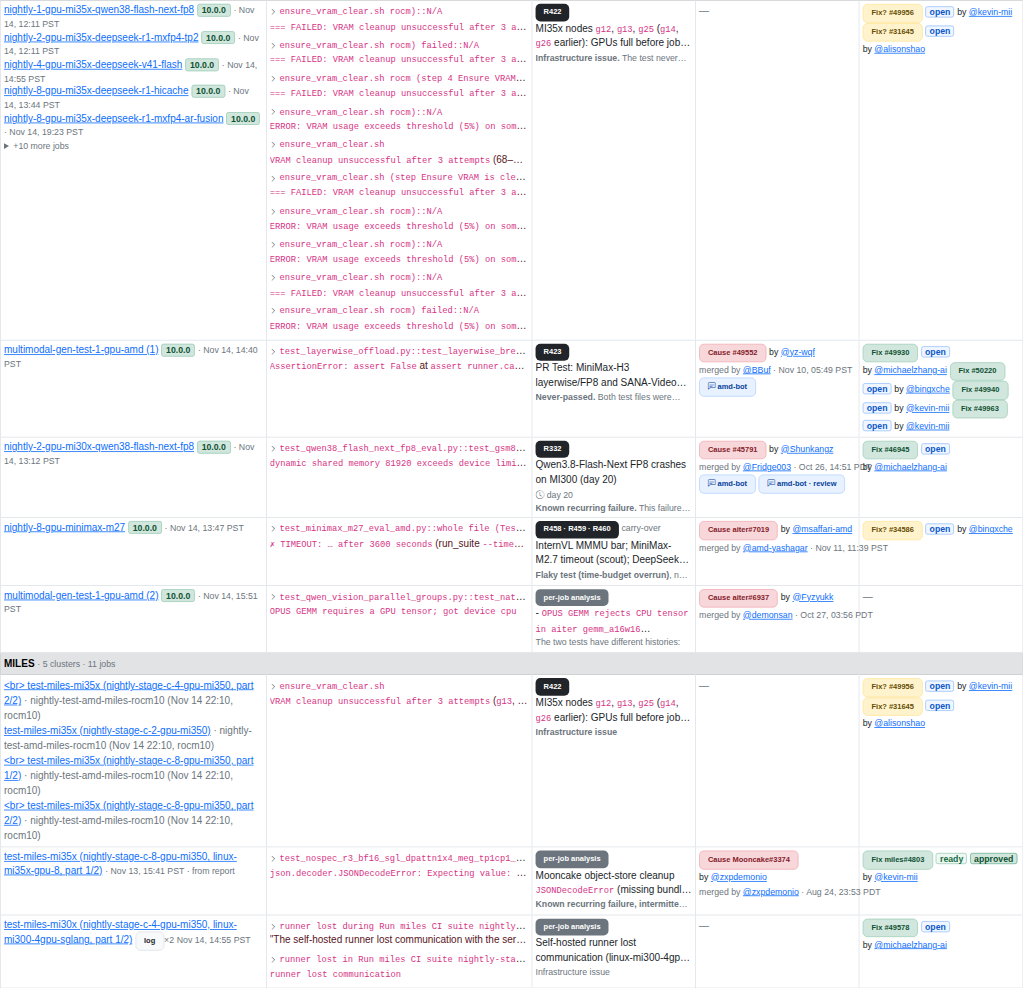 nightly-1-gpu-mi35x-qwen38-flash-next-fp8 10.0.0 · Nov
14, 12:11 PST
nightly-2-gpu-mi35x-deepseek-r1-mxfp4-tp2 10.0.0 · Nov
14, 12:11 PST
nightly-4-gpu-mi35x-deepseek-v41-flash 10.0.0 · Nov 14,
14:55 PST
nightly-8-gpu-mi35x-deepseek-r1-hicache 10.0.0 · Nov
14, 13:44 PST
nightly-8-gpu-mi35x-deepseek-r1-mxfp4-ar-fusion 10.0.0
· Nov 14, 19:23 PST
+10 more jobs
ensure_vram_clear.sh rocm)::N/A
=== FAILED: VRAM cleanup unsuccessful after 3 a…
ensure_vram_clear.sh rocm) failed::N/A
=== FAILED: VRAM cleanup unsuccessful after 3 a…
ensure_vram_clear.sh rocm (step 4 Ensure VRAM…
=== FAILED: VRAM cleanup unsuccessful after 3 a…
ensure_vram_clear.sh rocm)::N/A
ERROR: VRAM usage exceeds threshold (5%) on som…
ensure_vram_clear.sh
VRAM cleanup unsuccessful after 3 attempts (68–…
ensure_vram_clear.sh (step Ensure VRAM is cle…
=== FAILED: VRAM cleanup unsuccessful after 3 a…
ensure_vram_clear.sh rocm)::N/A
ERROR: VRAM usage exceeds threshold (5%) on som…
ensure_vram_clear.sh rocm)::N/A
ERROR: VRAM usage exceeds threshold (5%) on som…
ensure_vram_clear.sh rocm)::N/A
=== FAILED: VRAM cleanup unsuccessful after 3 a…
ensure_vram_clear.sh rocm) failed::N/A
ERROR: VRAM usage exceeds threshold (5%) on som…
R422
MI35x nodes g12, g13, g25 (g14,
g26 earlier): GPUs full before job…
Infrastructure issue. The test never…
—
Fix? #49956 open by @kevin-mii
Fix? #31645 open
by @alisonshao
multimodal-gen-test-1-gpu-amd (1) 10.0.0 · Nov 14, 14:40
PST
test_layerwise_offload.py::test_layerwise_bre…
AssertionError: assert False at assert runner.ca…
R423
PR Test: MiniMax-H3
layerwise/FP8 and SANA-Video…
Never-passed. Both test files were…
Cause #49552 by @yz-wqf
merged by @BBuf · Nov 10, 05:49 PST
amd-bot
Fix #49930 open
by @michaelzhang-ai Fix #50220
open by @bingxche Fix #49940
open by @kevin-mii Fix #49963
open by @kevin-mii
nightly-2-gpu-mi30x-qwen38-flash-next-fp8 10.0.0 · Nov
14, 13:12 PST
test_qwen38_flash_next_fp8_eval.py::test_gsm8…
dynamic shared memory 81920 exceeds device limi…
R332
Qwen3.8-Flash-Next FP8 crashes
on MI300 (day 20)
day 20
Known recurring failure. This failure…
Cause #45791 by @Shunkangz
merged by @Fridge003 · Oct 26, 14:51 PDT
amd-bot amd-bot · review
Fix #46945 open
by @michaelzhang-ai
nightly-8-gpu-minimax-m27 10.0.0 · Nov 14, 13:47 PST
test_minimax_m27_eval_amd.py::whole file (Tes…
✗ TIMEOUT: … after 3600 seconds (run_suite --time…
R458 · R459 · R460 carry-over
InternVL MMMU bar; MiniMax-
M2.7 timeout (scout); DeepSeek…
Flaky test (time-budget overrun), n…
Cause aiter#7019 by @msaffari-amd
merged by @amd-yashagar · Nov 11, 11:39 PST
Fix? #34586 open by @bingxche
multimodal-gen-test-1-gpu-amd (2) 10.0.0 · Nov 14, 15:51
PST
test_qwen_vision_parallel_groups.py::test_nat…
OPUS GEMM requires a GPU tensor; got device cpu
per-job analysis
- OPUS GEMM rejects CPU tensor
in aiter gemm_a16w16…
The two tests have different histories:
Cause aiter#6937 by @Fyzyukk
merged by @demonsan · Oct 27, 03:56 PDT
—
MILES · 5 clusters · 11 jobs
<br> test-miles-mi35x (nightly-stage-c-4-gpu-mi350, part
2/2) · nightly-test-amd-miles-rocm10 (Nov 14 22:10,
rocm10)
test-miles-mi35x (nightly-stage-c-2-gpu-mi350) · nightly-
test-amd-miles-rocm10 (Nov 14 22:10, rocm10)
<br> test-miles-mi35x (nightly-stage-c-8-gpu-mi350, part
1/2) · nightly-test-amd-miles-rocm10 (Nov 14 22:10,
rocm10)
<br> test-miles-mi35x (nightly-stage-c-8-gpu-mi350, part
2/2) · nightly-test-amd-miles-rocm10 (Nov 14 22:10,
rocm10)
ensure_vram_clear.sh
VRAM cleanup unsuccessful after 3 attempts (g13, …
R422
MI35x nodes g12, g13, g25 (g14,
g26 earlier): GPUs full before job…
Infrastructure issue
—
Fix? #49956 open by @kevin-mii
Fix? #31645 open
by @alisonshao
test-miles-mi35x (nightly-stage-c-8-gpu-mi350, linux-
mi35x-gpu-8, part 1/2) · Nov 13, 15:41 PST · from report
test_nospec_r3_bf16_sgl_dpattn1x4_meg_tp1cp1_…
json.decoder.JSONDecodeError: Expecting value: …
per-job analysis
Mooncake object-store cleanup
JSONDecodeError (missing bundl…
Known recurring failure, intermitte…
Cause Mooncake#3374
by @zxpdemonio
merged by @zxpdemonio · Aug 24, 23:53 PDT
Fix miles#4803 ready approved
by @kevin-mii
test-miles-mi30x (nightly-stage-c-4-gpu-mi350, linux-
mi300-4gpu-sglang, part 1/2) log ×2 Nov 14, 14:55 PST
runner lost during Run miles CI suite nightly…
"The self-hosted runner lost communication with the ser…
runner lost in Run miles CI suite nightly-sta…
runner lost communication
per-job analysis
Self-hosted runner lost
communication (linux-mi300-4gp…
Infrastructure issue
—
Fix #49578 open
by @michaelzhang-ai